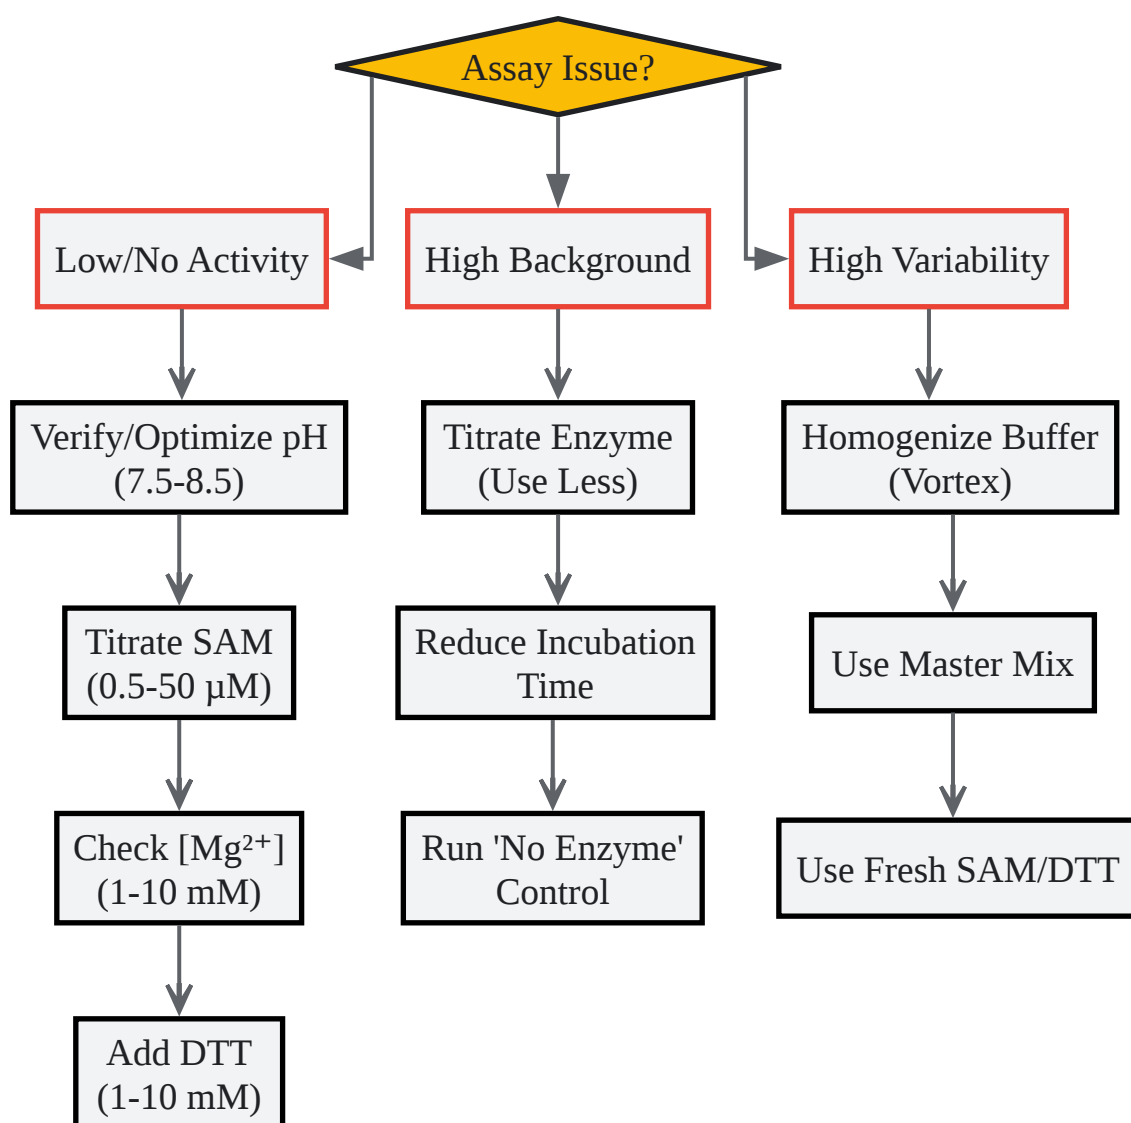 Assay Issue?
Low/No Activity
High Background
High Variability
Verify/Optimize pH
(7.5-8.5)
Titrate Enzyme
(Use Less)
Homogenize Buffer
(Vortex)
Titrate SAM
(0.5-50 µM)
Reduce Incubation
Time
Use Master Mix
Check [Mg²⁺]
(1-10 mM)
Run 'No Enzyme'
Control
Use Fresh SAM/DTT
Add DTT
(1-10 mM)